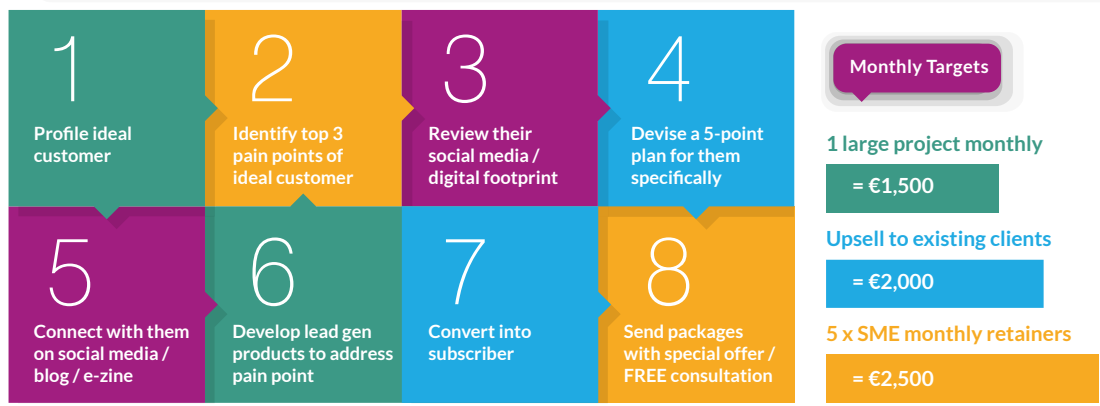 1
Profile ideal
customer
2
Identify top 3
pain points of
ideal customer
3
Review their
social media /
digital footprint
4
Devise a 5-point
plan for them
specifically
5
Connect with them
on social media /
blog / e-zine
6
Develop lead gen
products to address
pain point
7
Convert into
subscriber
8
Send packages
with special offer /
FREE consultation
Monthly Targets
1 large project monthly
= €1,500
Upsell to existing clients
= €2,000
5 x SME monthly retainers
= €2,500